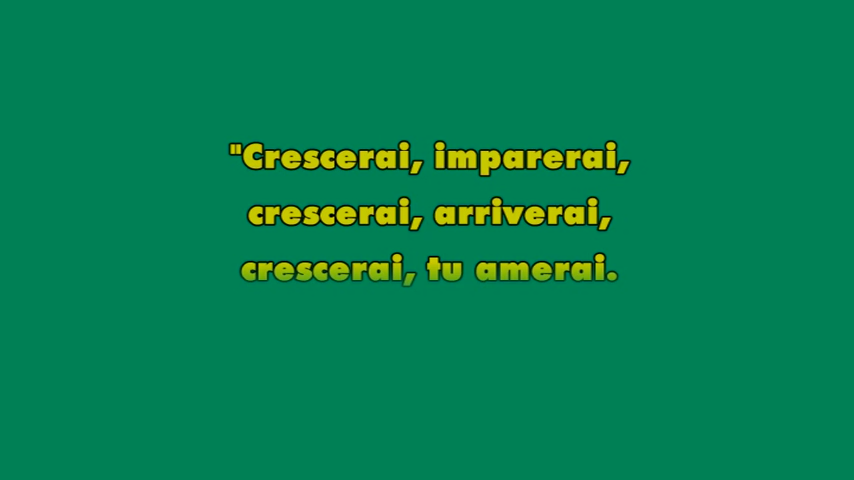 "Crescerai, imparerai,
crescerai, arriverai,
crescerai, tu amerai.